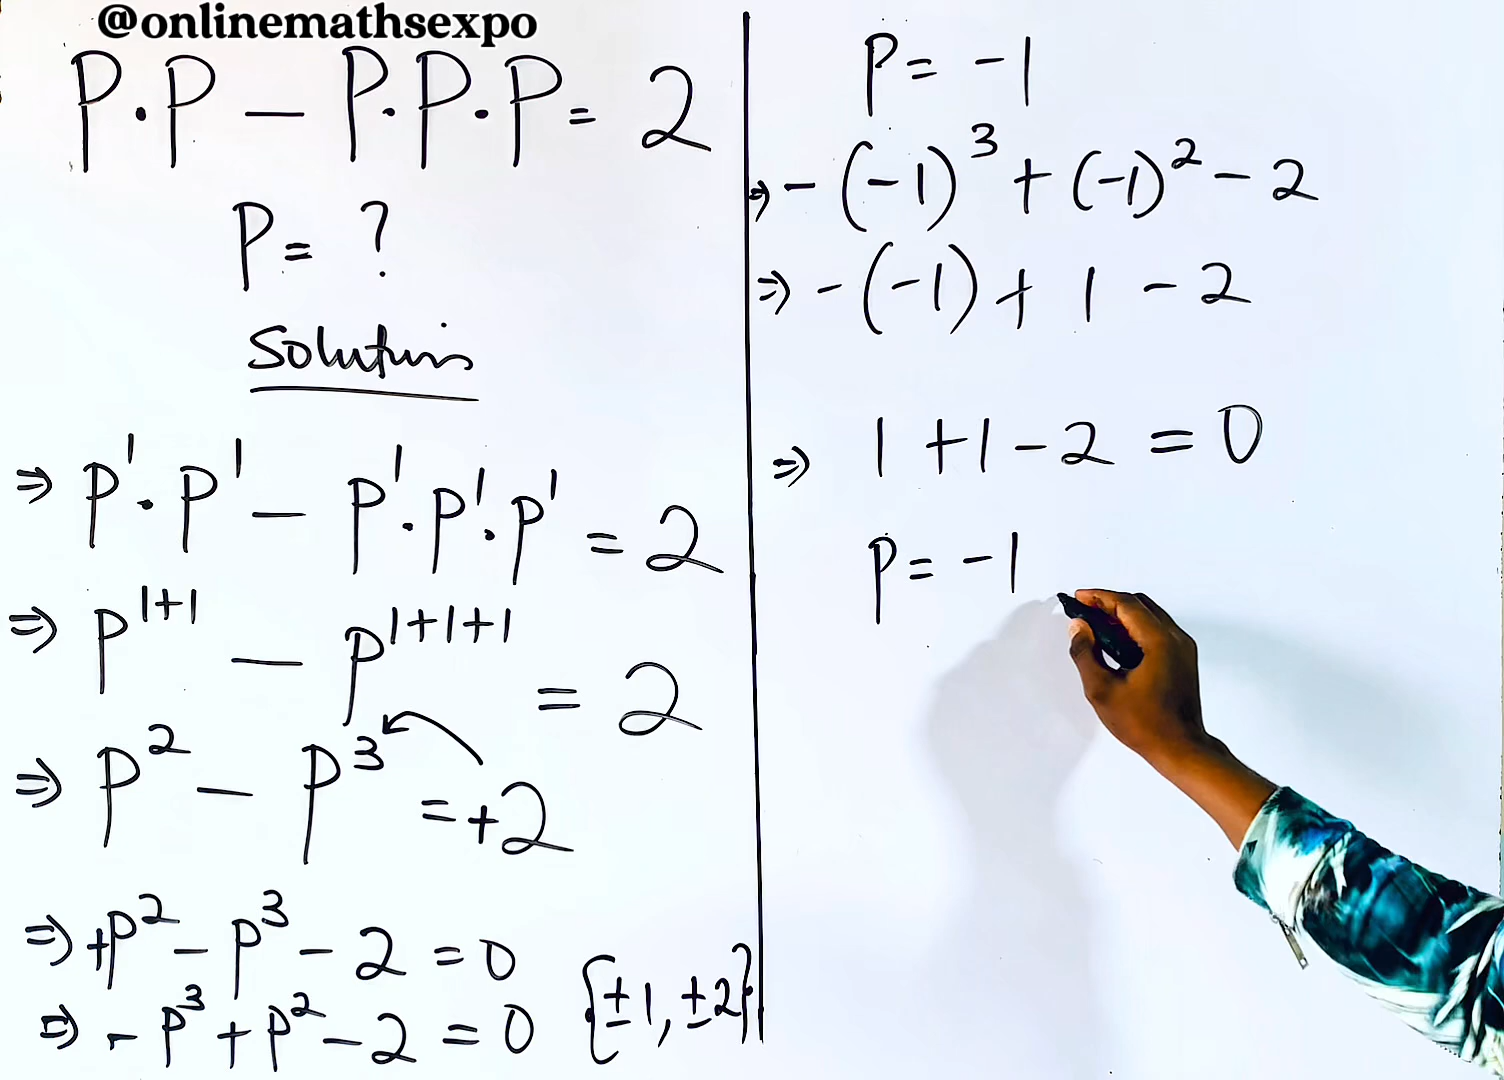 @onlinemathsexpo
P·P - P·P·P = 2
P = ?
Solution
⇒ P¹·P¹ - P¹·P¹·P¹ = 2
⇒ P¹⁺¹ - P¹⁺¹⁺¹ = 2
⇒ P² - P³ = +2
⇒ +P² - P³ - 2 = 0
⇒ - P³ + P² - 2 = 0 {±1, ±2}
P = -1
⇒ - (-1)³ + (-1)² - 2
⇒ - (-1) + 1 - 2
⇒ 1 + 1 - 2 = 0
P = -1